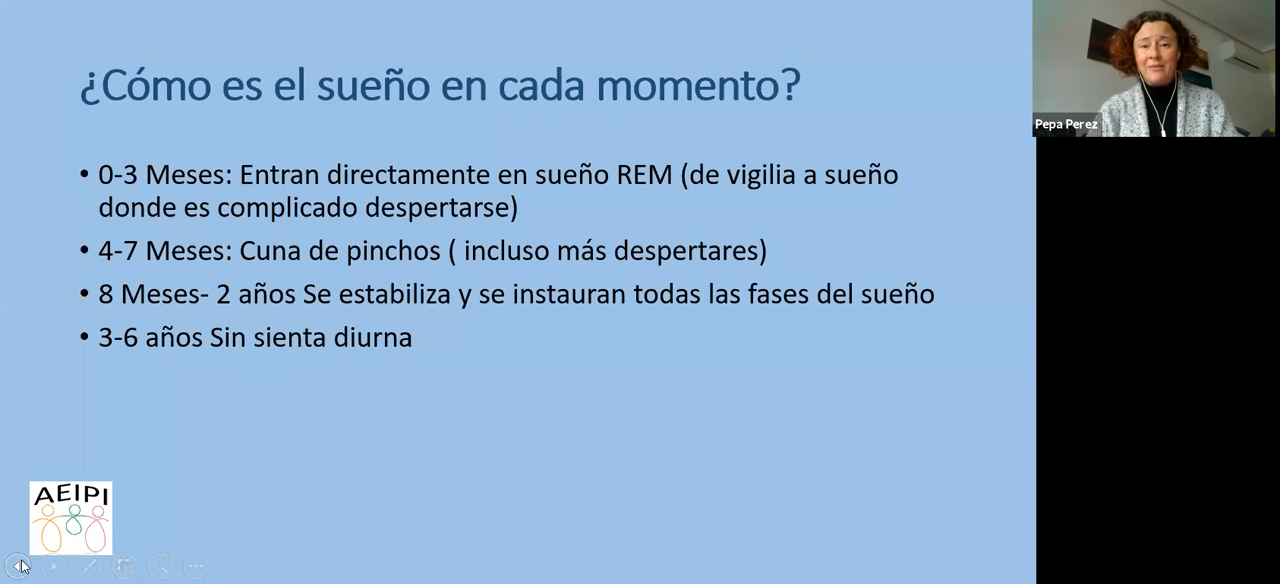 ¿Cómo es el sueño en cada momento?
• 0-3 Meses: Entran directamente en sueño REM (de vigilia a sueño
donde es complicado despertarse)
• 4-7 Meses: Cuna de pinchos ( incluso más despertares)
• 8 Meses- 2 años Se estabiliza y se instauran todas las fases del sueño
• 3-6 años Sin sienta diurna
Pepa Perez
AEIPI